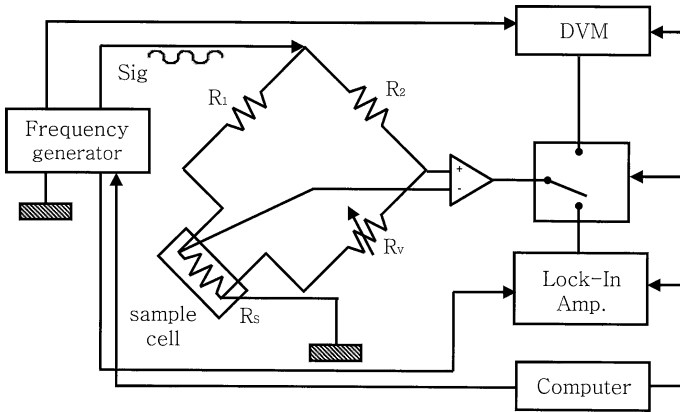 DVM
Sig
R1
R2
Frequency
generator
+
-
Rv
Lock-In
Amp.
sample
cell
Rs
Computer